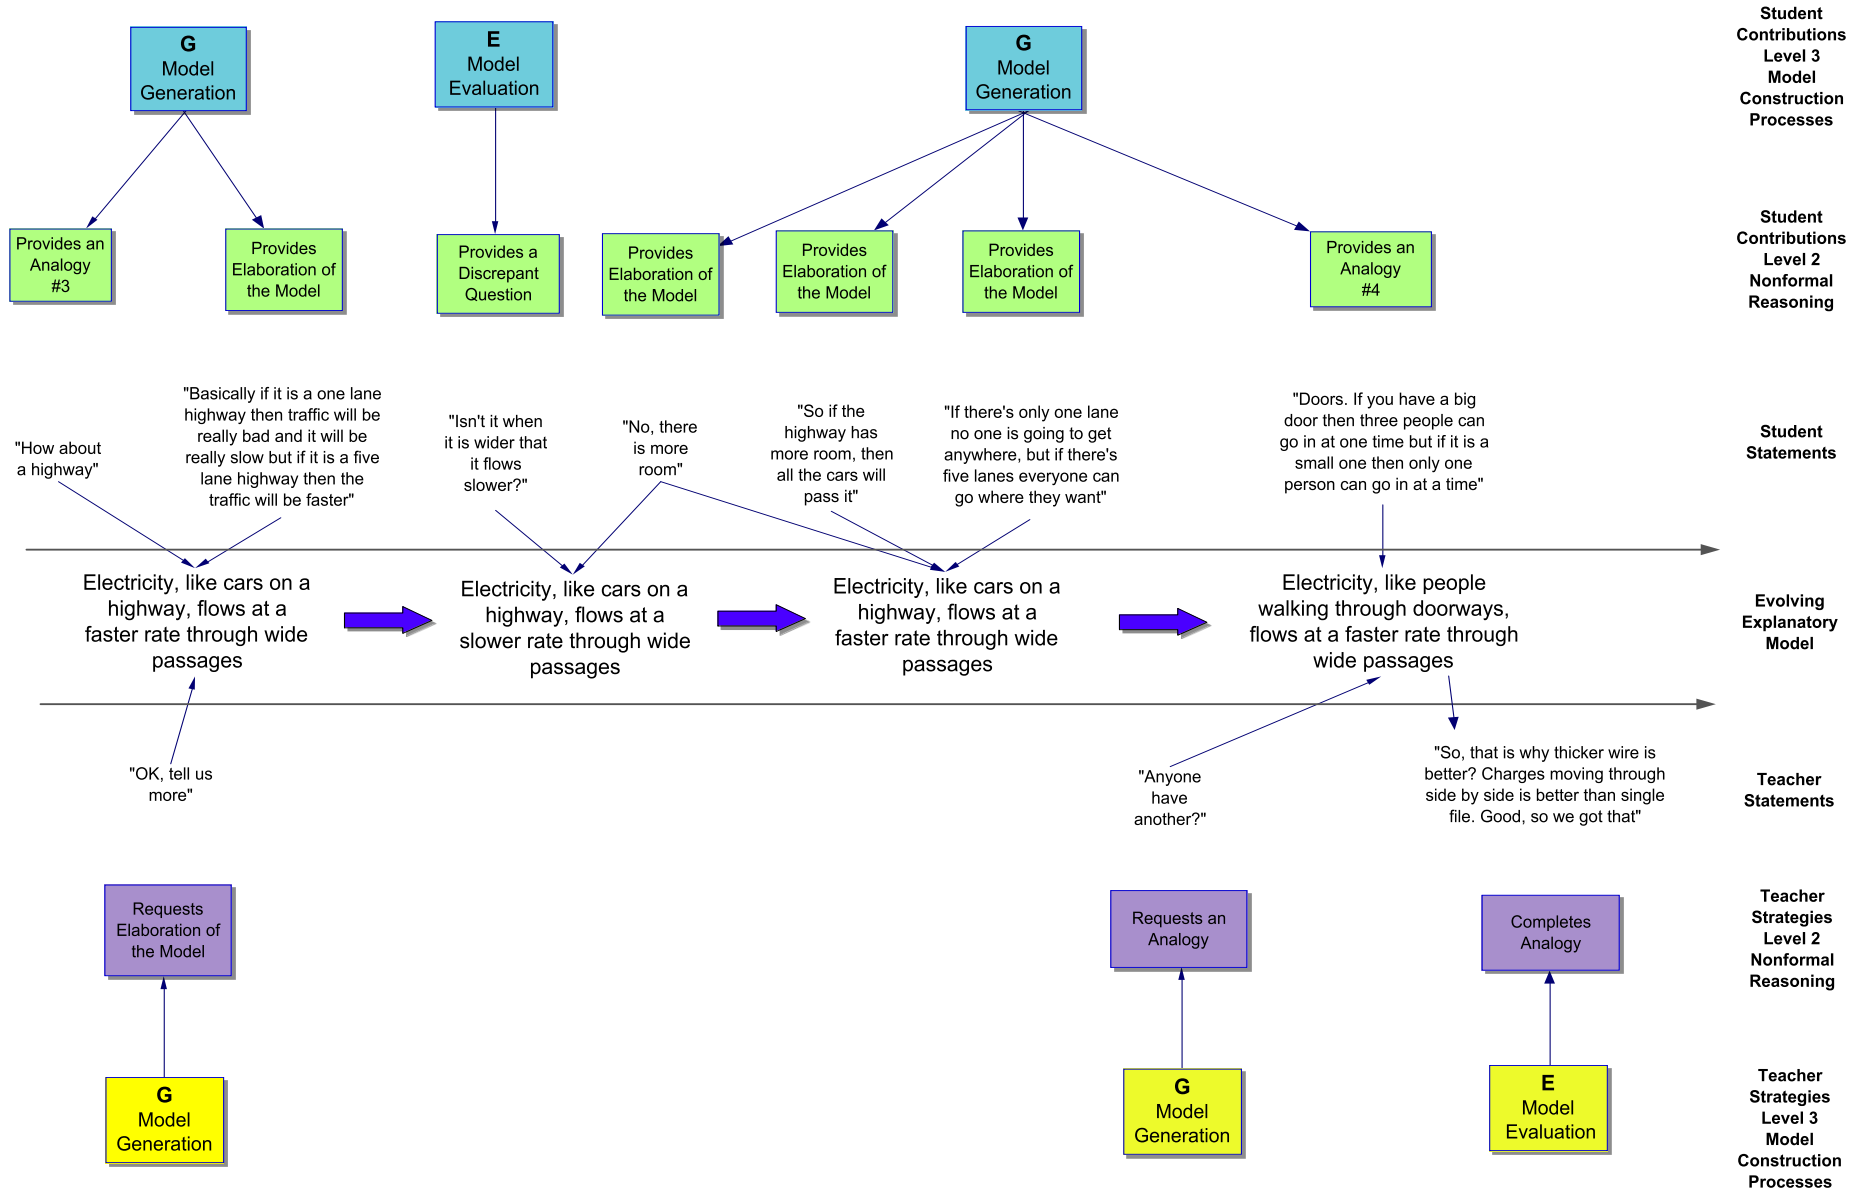 G
Model
Generation
E
Model
Evaluation
G
Model
Generation
Student
Contributions
Level 3
Model
Construction
Processes
Provides an
Analogy
#3
Provides
Elaboration of
the Model
Provides a
Discrepant
Question
Provides
Elaboration of
the Model
Provides
Elaboration of
the Model
Provides
Elaboration of
the Model
Provides an
Analogy
#4
Student
Contributions
Level 2
Nonformal
Reasoning
"How about
a highway"
"Basically if it is a one lane
highway then traffic will be
really bad and it will be
really slow but if it is a five
lane highway then the
traffic will be faster"
"Isn't it when
it is wider that
it flows
slower?"
"No, there
is more
room"
"So if the
highway has
more room, then
all the cars will
pass it"
"If there's only one lane
no one is going to get
anywhere, but if there's
five lanes everyone can
go where they want"
"Doors. If you have a big
door then three people can
go in at one time but if it is a
small one then only one
person can go in at a time"
Student
Statements
Electricity, like cars on a
highway, flows at a
faster rate through wide
passages
Electricity, like cars on a
highway, flows at a
slower rate through wide
passages
Electricity, like cars on a
highway, flows at a
faster rate through wide
passages
Electricity, like people
walking through doorways,
flows at a faster rate through
wide passages
Evolving
Explanatory
Model
"OK, tell us
more"
"Anyone
have
another?"
"So, that is why thicker wire is
better? Charges moving through
side by side is better than single
file. Good, so we got that"
Teacher
Statements
Requests
Elaboration of
the Model
Requests an
Analogy
Completes
Analogy
Teacher
Strategies
Level 2
Nonformal
Reasoning
G
Model
Generation
G
Model
Generation
E
Model
Evaluation
Teacher
Strategies
Level 3
Model
Construction
Processes